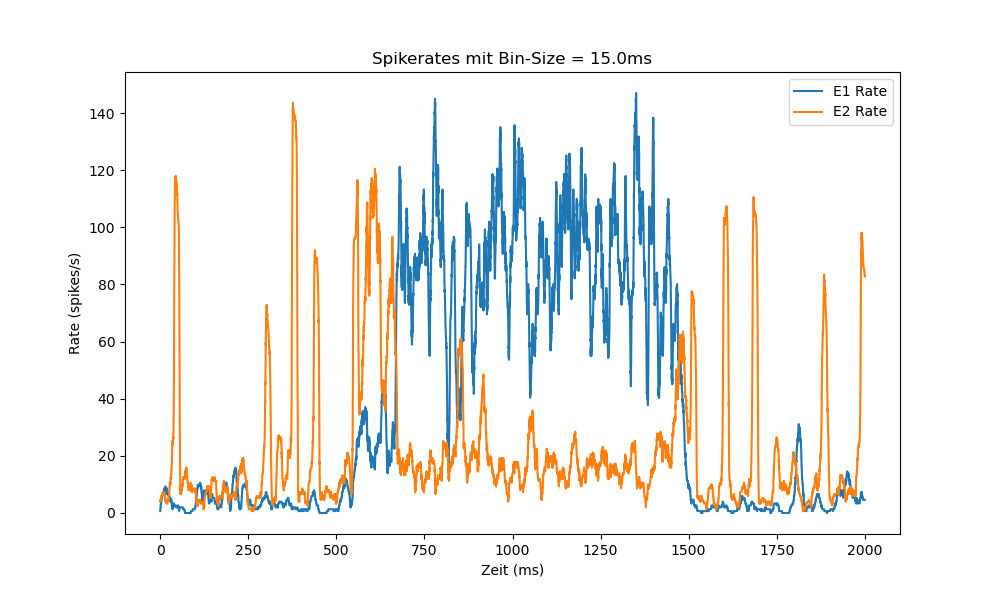 Spikerates mit Bin-Size = 15.0ms
E1 Rate
E2 Rate
140
120
100
80
60
40
20
0
Rate (spikes/s)
0 250 500 750 1000 1250 1500 1750 2000
Zeit (ms)